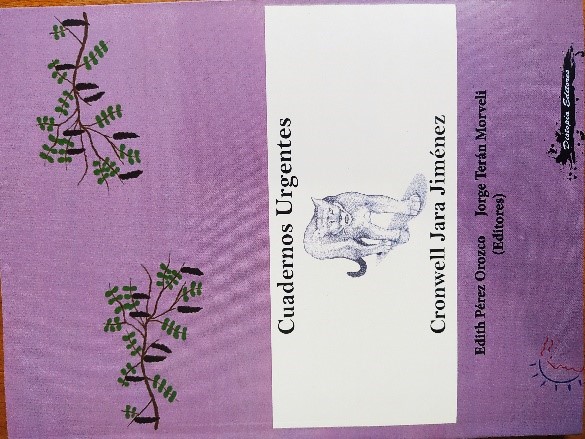 Cuadernos Urgentes
Cronwell Jara Jiménez
Edith Pérez Orozco Jorge Terán Morveli
(Editores)
Distopía Editores